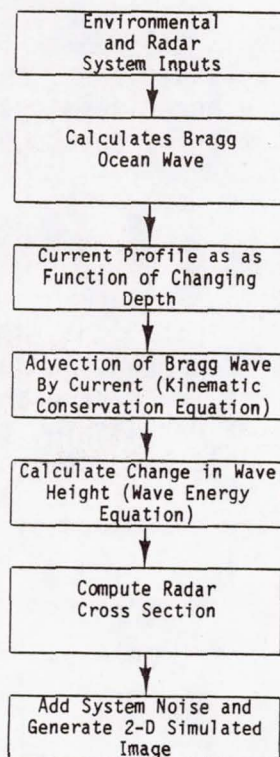 Environmental
and Radar
System Inputs
Calculates Bragg
Ocean Wave
Current Profile as as
Function of Changing
Depth
Advection of Bragg Wave
By Current (Kinematic
Conservation Equation)
Calculate Change in Wave
Height (Wave Energy
Equation)
Compute Radar
Cross Section
Add System Noise and
Generate 2-D Simulated
Image